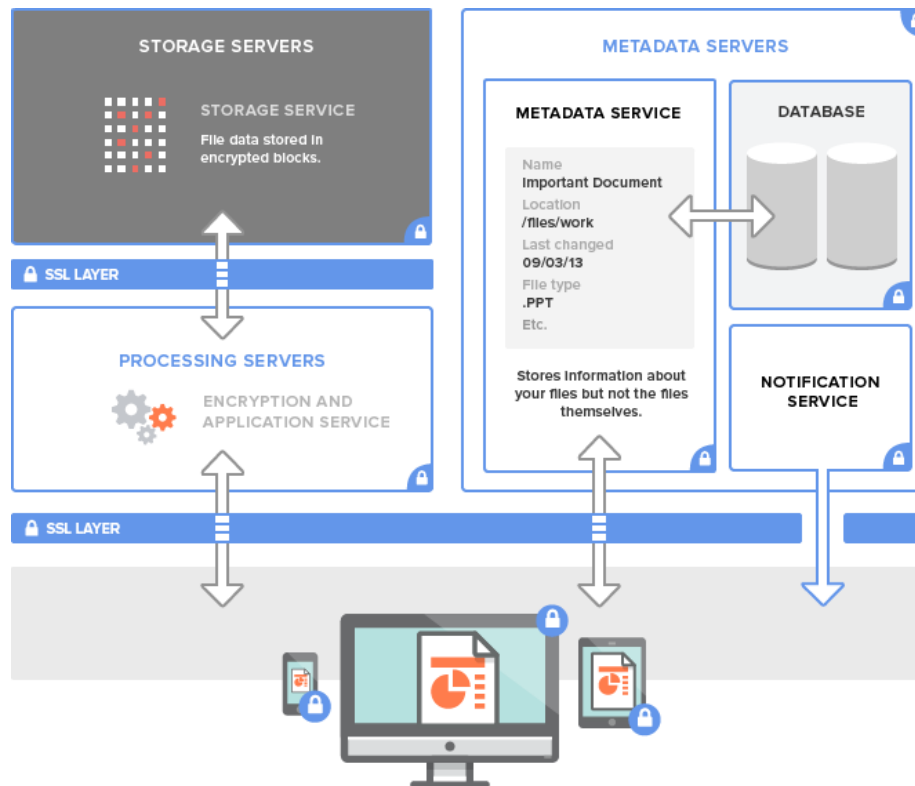 STORAGE SERVERS
STORAGE SERVICE
File data stored in
encrypted blocks.
SSL LAYER
PROCESSING SERVERS
ENCRYPTION AND
APPLICATION SERVICE
METADATA SERVERS
METADATA SERVICE
Name
Important Document
Location
/files/work
Last changed
09/03/13
File type
.PPT
Etc.
Stores information about
your files but not the files
themselves.
DATABASE
NOTIFICATION
SERVICE
SSL LAYER